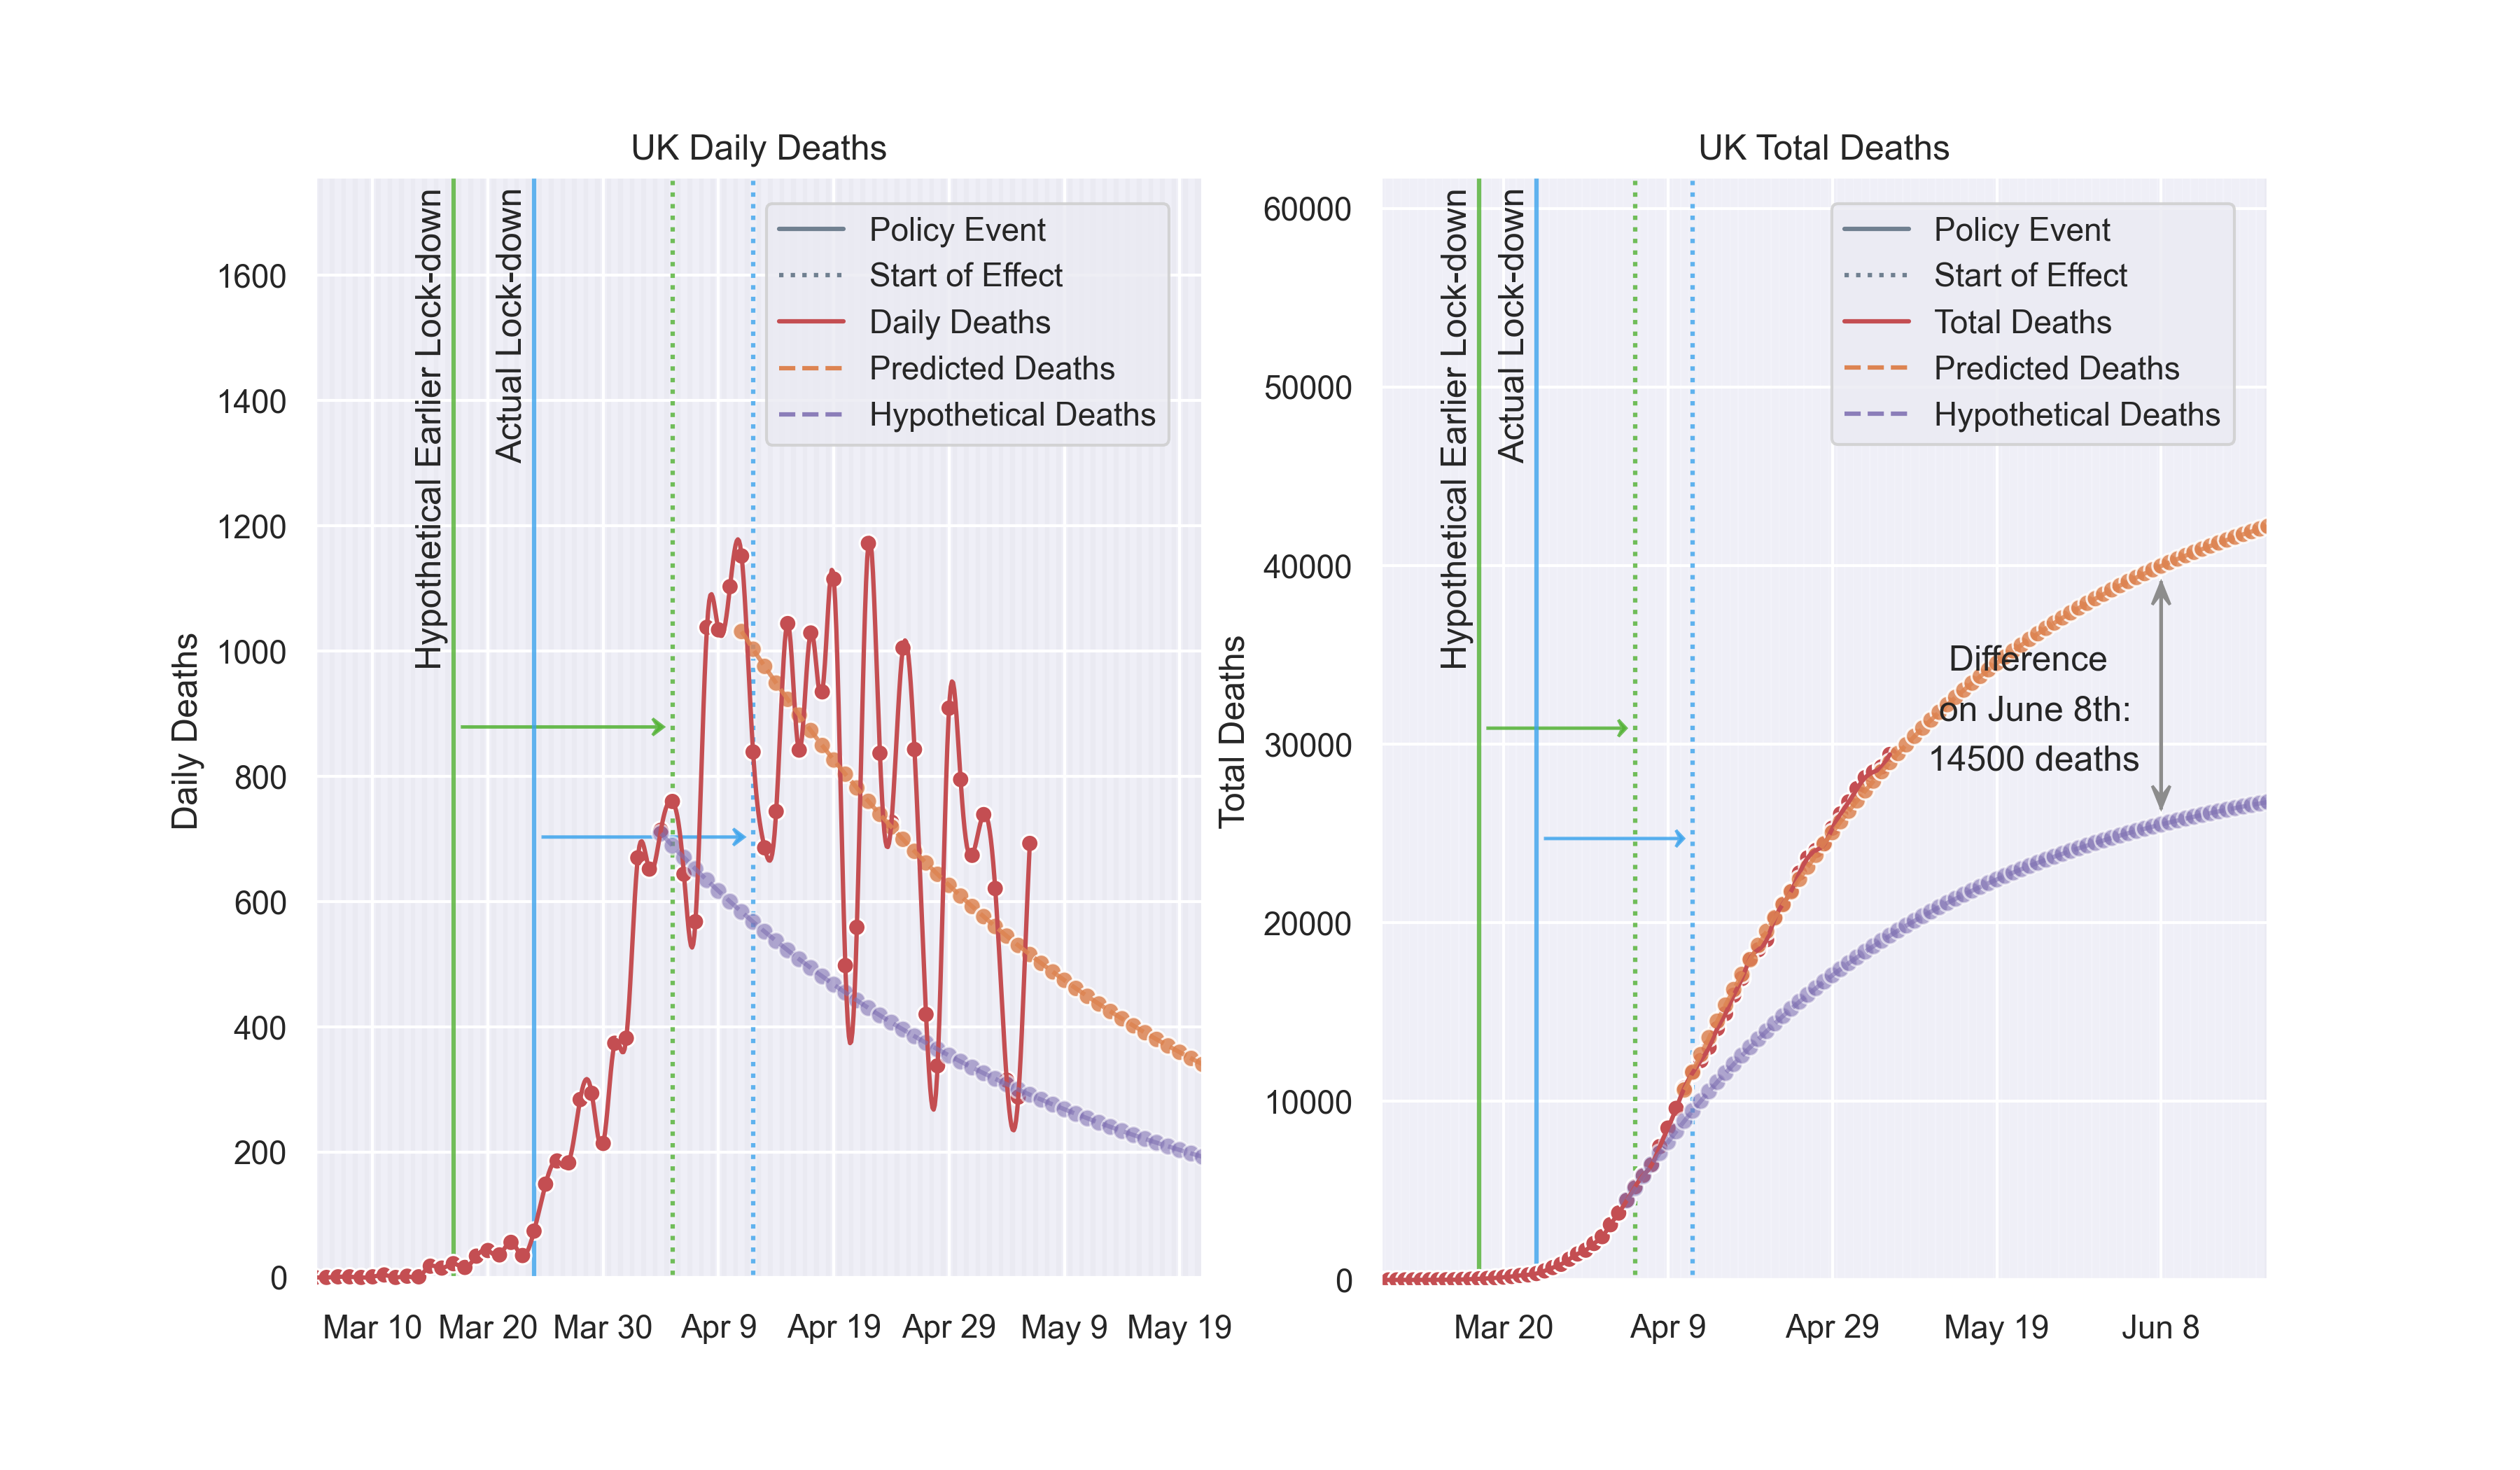 UK Daily Deaths
Daily Deaths
1600
1400
1200
1000
800
600
400
200
0
Mar 10 Mar 20 Mar 30 Apr 9 Apr 19 Apr 29 May 9 May 19
Hypothetical Earlier Lock-down
Actual Lock-down
Policy Event
Start of Effect
Daily Deaths
Predicted Deaths
Hypothetical Deaths
UK Total Deaths
Total Deaths
60000
50000
40000
30000
20000
10000
0
Mar 20 Apr 9 Apr 29 May 19 Jun 8
Hypothetical Earlier Lock-down
Actual Lock-down
Policy Event
Start of Effect
Total Deaths
Predicted Deaths
Hypothetical Deaths
Difference
on June 8th:
14500 deaths